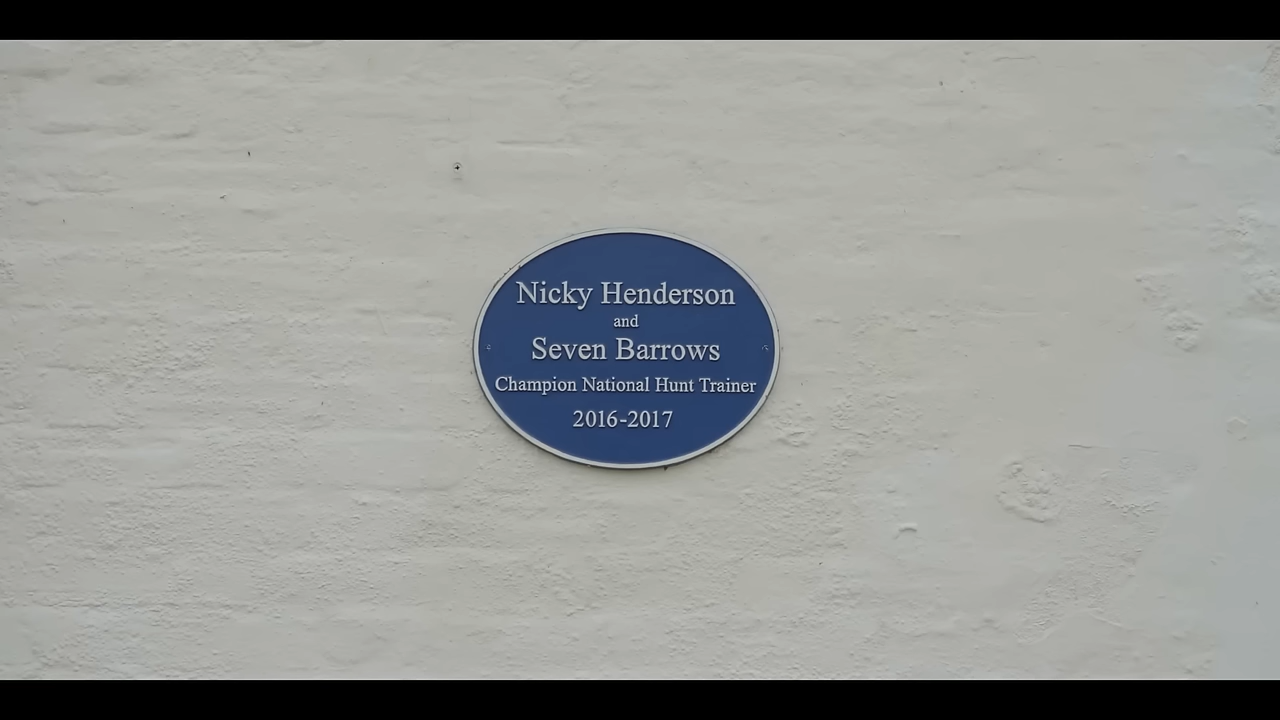 Nicky Henderson
and
Seven Barrows
Champion National Hunt Trainer
2016-2017